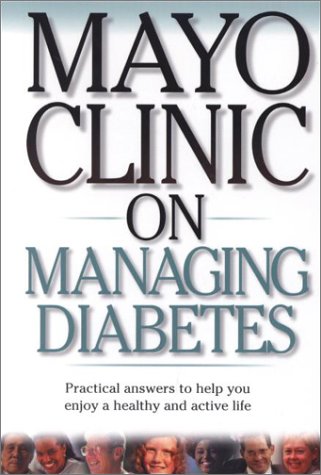 MAYO
CLINIC
ON
MANAGING
DIABETES
Practical answers to help you
enjoy a healthy and active life